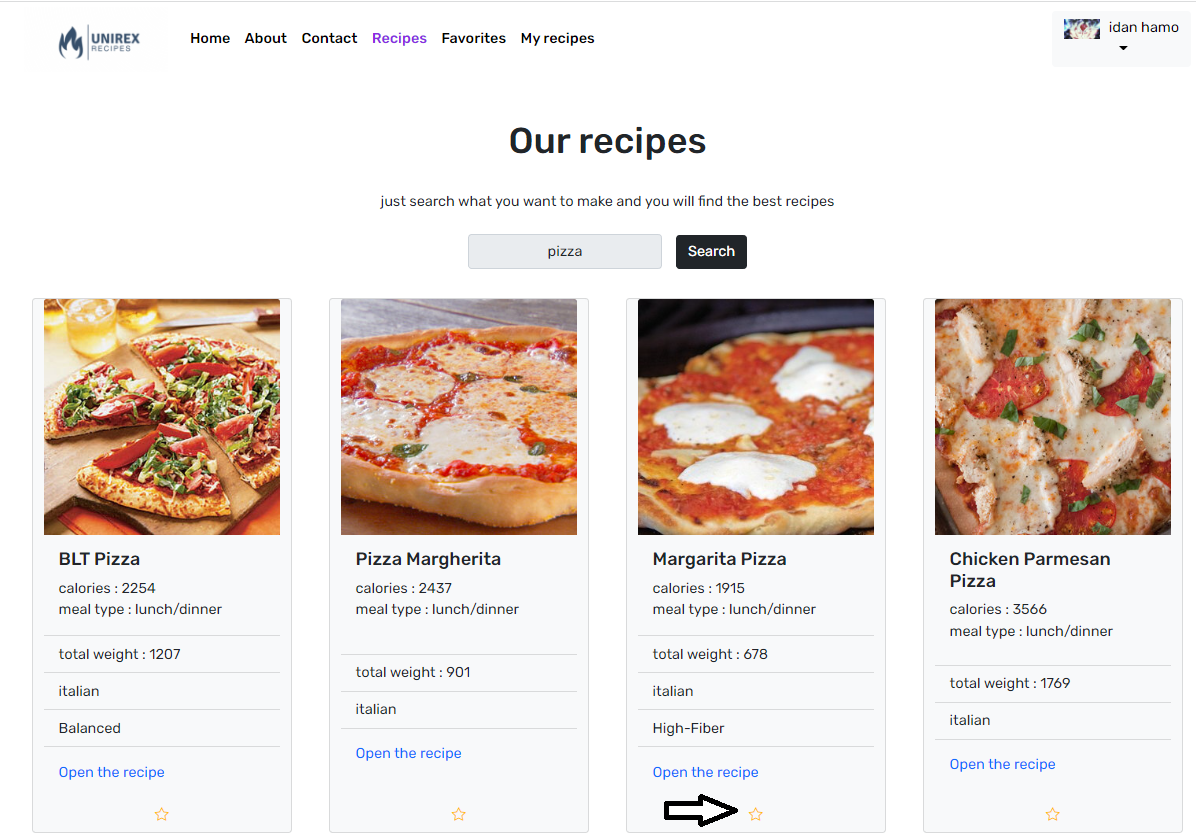 UNIREX
RECIPES
Home About Contact Recipes Favorites My recipes
idan hamo
Our recipes
just search what you want to make and you will find the best recipes
pizza
Search
BLT Pizza
calories : 2254
meal type : lunch/dinner
total weight : 1207
italian
Balanced
Open the recipe
Pizza Margherita
calories : 2437
meal type : lunch/dinner
total weight : 901
italian
Open the recipe
Margarita Pizza
calories : 1915
meal type : lunch/dinner
total weight : 678
italian
High-Fiber
Open the recipe
Chicken Parmesan
Pizza
calories : 3566
meal type : lunch/dinner
total weight : 1769
italian
Open the recipe